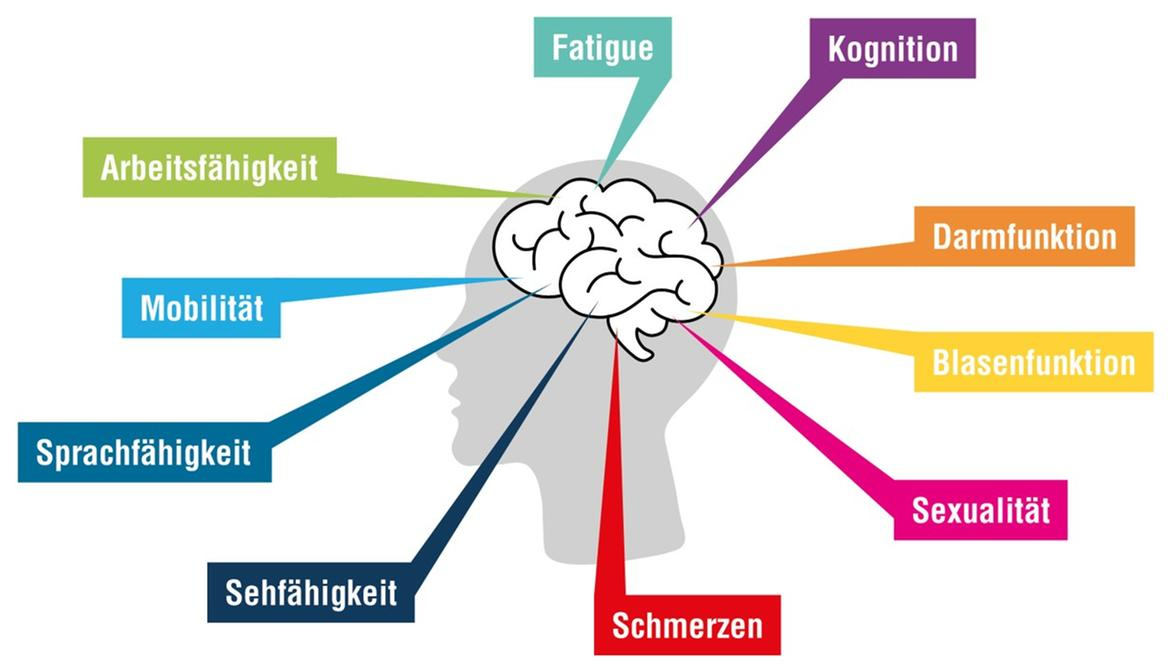 Fatigue
Kognition
Arbeitsfähigkeit
Darmfunktion
Mobilität
Blasenfunktion
Sprachfähigkeit
Sexualität
Sehfähigkeit
Schmerzen